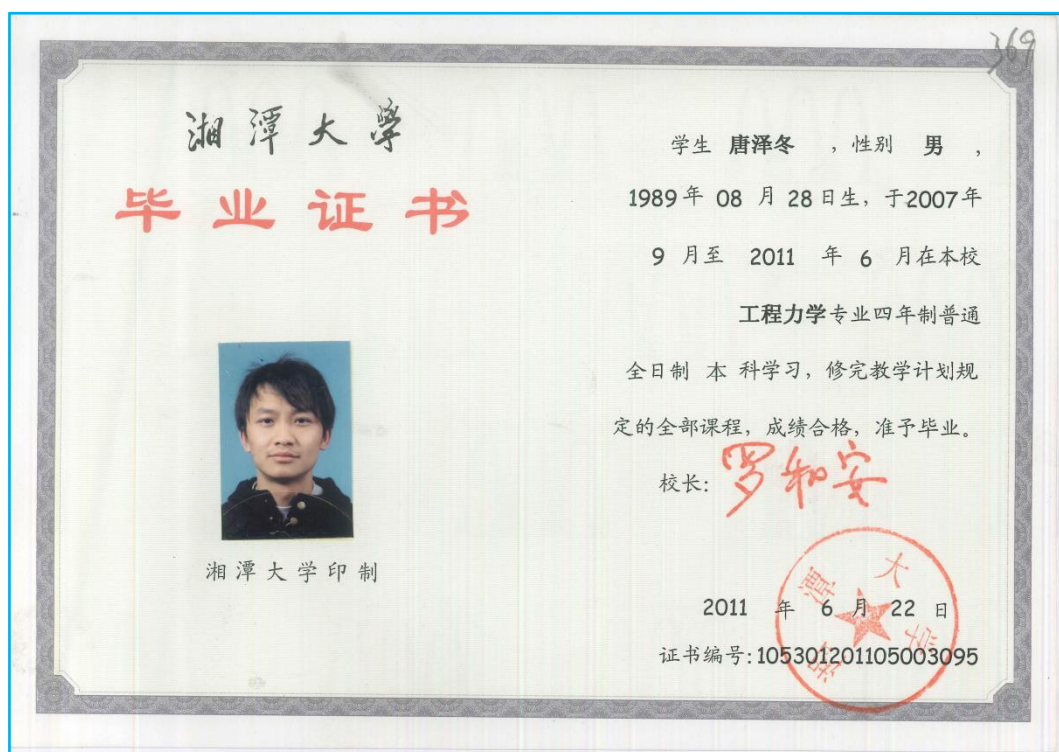 369
湘潭大学
毕业证书
湘潭大学印制
学生 唐泽冬 ，性别 男 ，
1989年 08 月 28日生，于2007年
9 月至 2011 年 6 月在本校
工程力学专业四年制普通
全日制 本 科学习，修完教学计划规
定的全部课程，成绩合格，准予毕业。
校长：罗和安
湘潭大学
2011 年 6 月 22 日
证书编号：105301201105003095